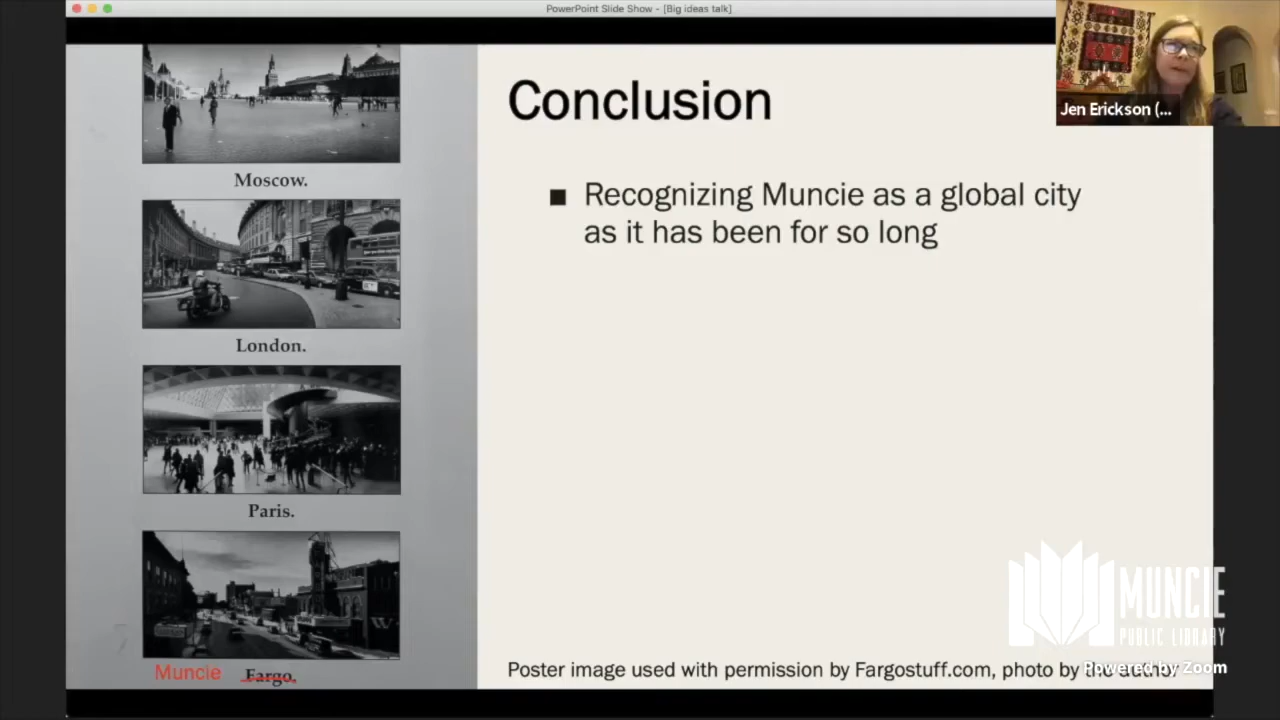 PowerPoint Slide Show - [Big ideas talk]
Jen Erickson (...
Moscow.
London.
Paris.
Muncie Fargo.
Conclusion
■ Recognizing Muncie as a global city
as it has been for so long
Poster image used with permission by Fargostuff.com, photo by the author
MUNCIE
PUBLIC LIBRARY
Powered by Zoom